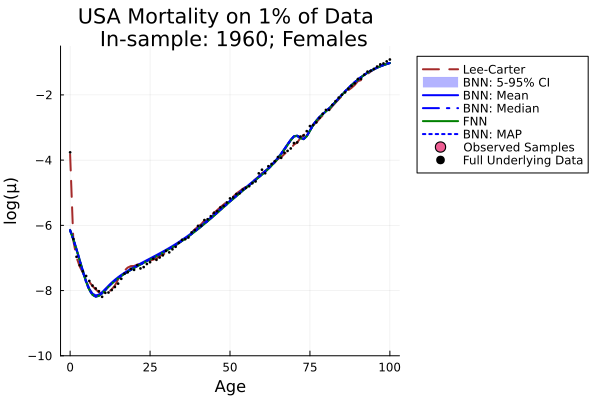 USA Mortality on 1% of Data
In-sample: 1960; Females
log(μ)
−2
−4
−6
−8
−10
0
25
50
75
100
Age
Lee-Carter
BNN: 5-95% CI
BNN: Mean
BNN: Median
FNN
BNN: MAP
Observed Samples
Full Underlying Data